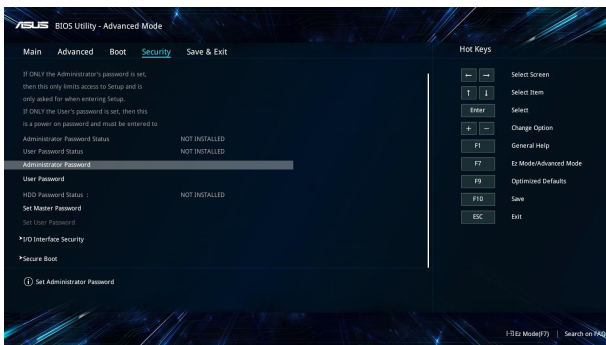 ASUS BIOS Utility - Advanced Mode
Main Advanced Boot Security Save & Exit
If ONLY the Administrator's password is set,
then this only limits access to Setup and is
only asked for when entering Setup.
If ONLY the User's password is set, then this
is a power on password and must be entered to
Administrator Password Status NOT INSTALLED
User Password Status NOT INSTALLED
Administrator Password
User Password
HDD Password Status : NOT INSTALLED
Set Master Password
Set User Password
>I/O Interface Security
>Secure Boot
Set Administrator Password
Hot Keys
← → Select Screen
↑ ↓ Select Item
Enter Select
+ − Change Option
F1 General Help
F7 Ez Mode/Advanced Mode
F9 Optimized Defaults
F10 Save
ESC Exit
Ez Mode(F7) | Search on FAQ